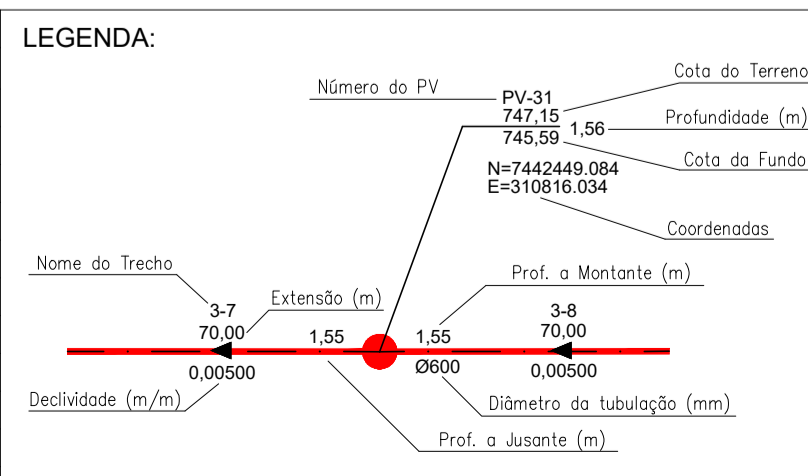 LEGENDA:
Número do PV
PV-31
Cota do Terreno
747,15
745,59
1,56
Profundidade (m)
Cota da Fundo
N=7442449.084
E=310816.034
Coordenadas
Nome do Trecho
Extensão (m)
Prof. a Montante (m)
3-7
70,00
1,55
1,55
3-8
70,00
0,00500
Ø600
0,00500
Declividade (m/m)
Diâmetro da tubulação (mm)
Prof. a Jusante (m)